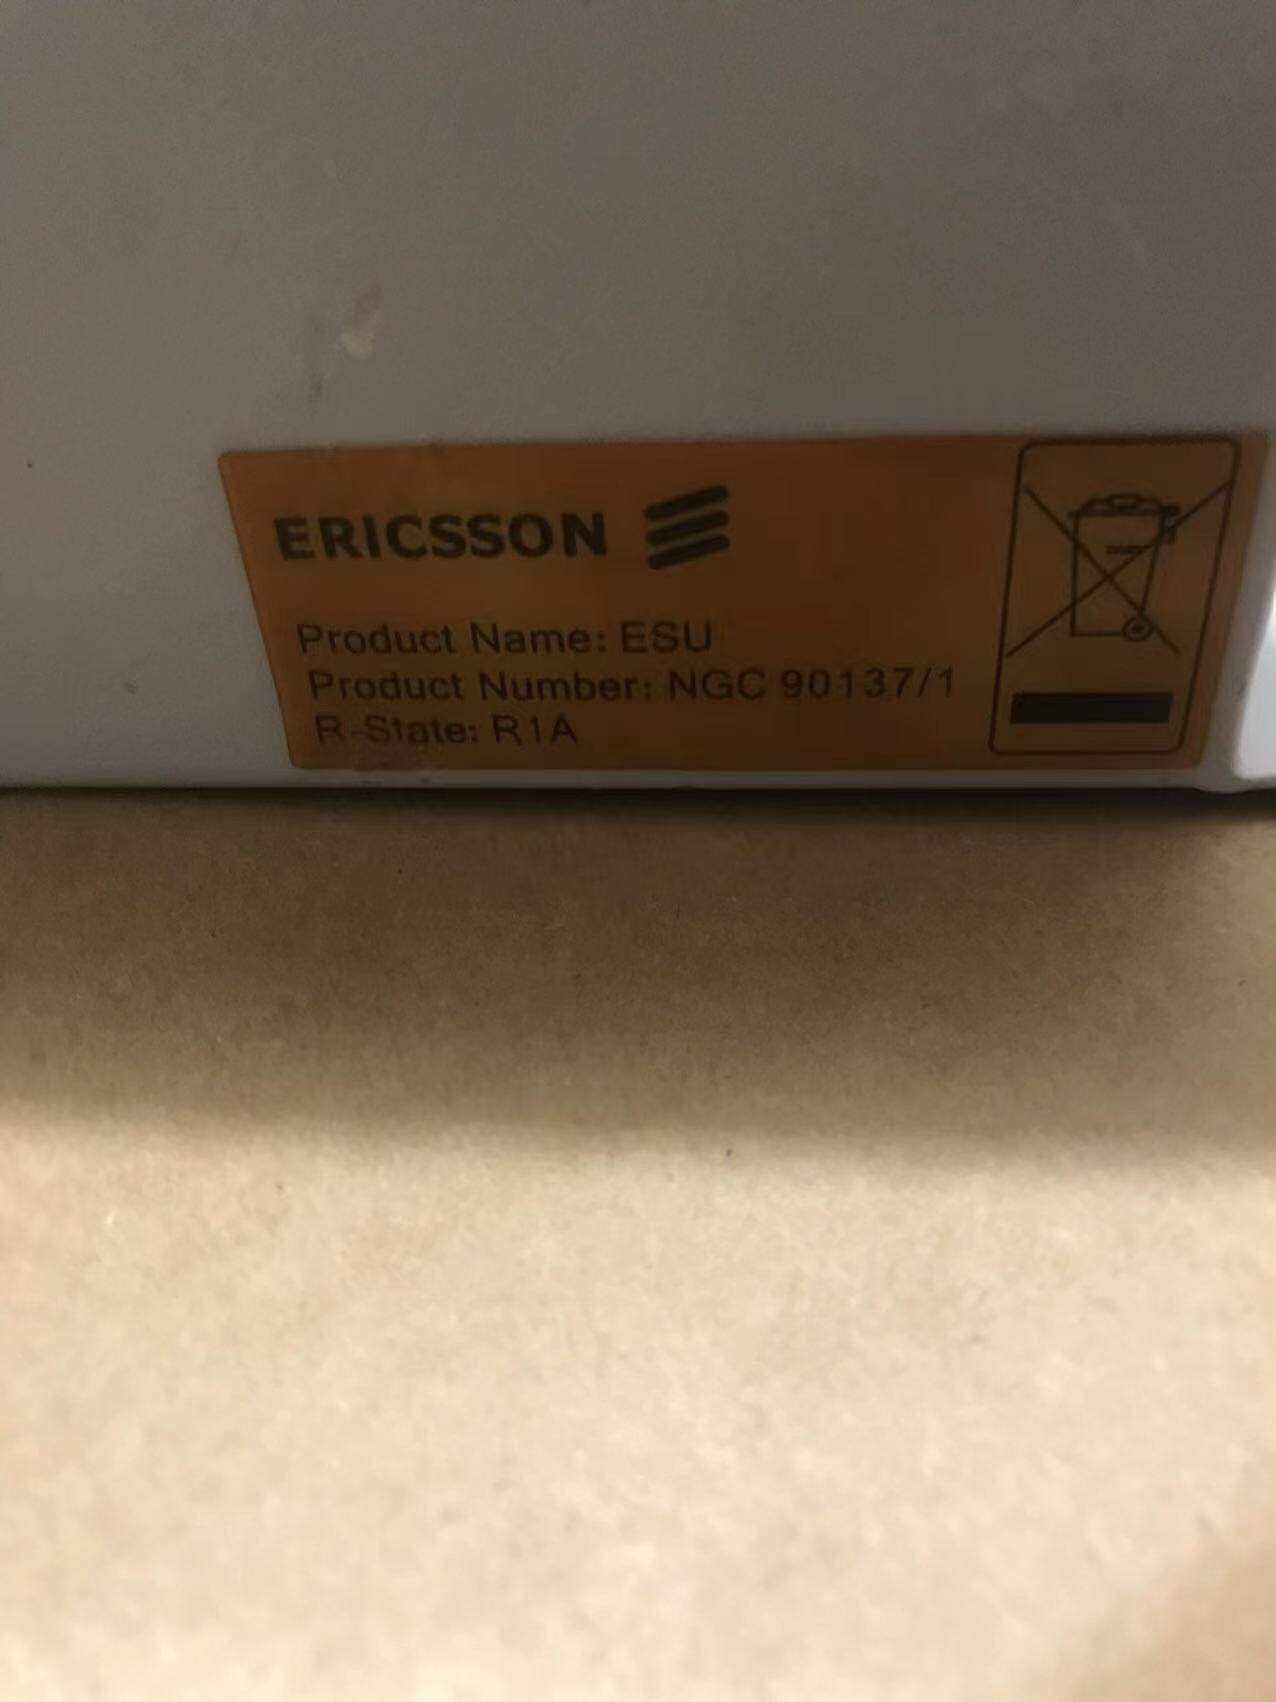 ERICSSON
Product Name: ESU
Product Number: NGC 90137/1
R-State: R1A